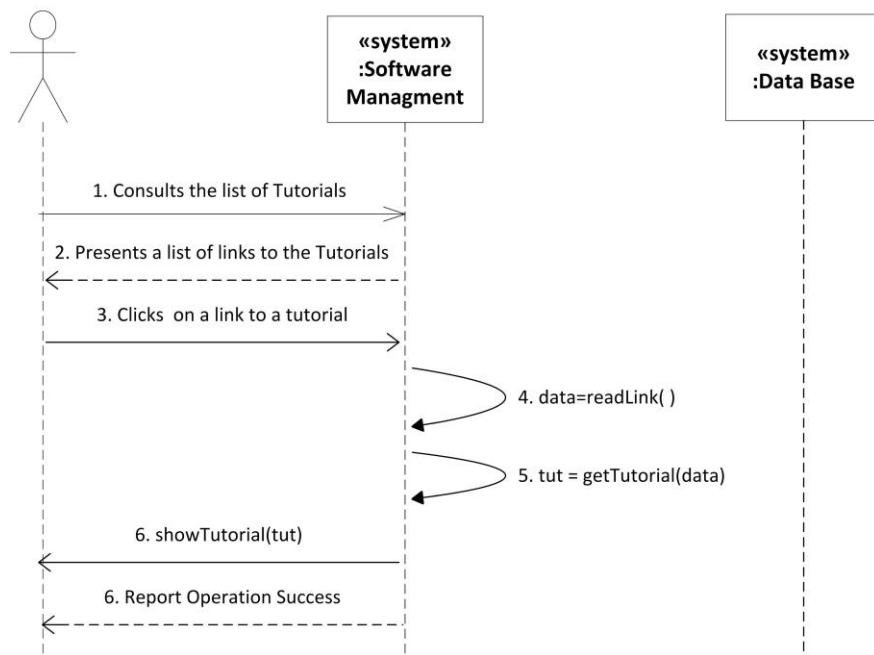 «system»
:Software
Managment
«system»
:Data Base
1. Consults the list of Tutorials
2. Presents a list of links to the Tutorials
3. Clicks on a link to a tutorial
4. data=readLink( )
5. tut = getTutorial(data)
6. showTutorial(tut)
6. Report Operation Success